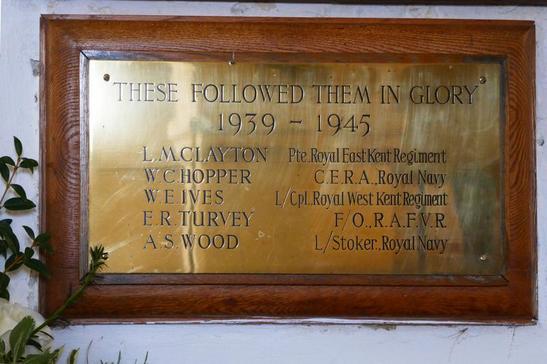 THESE FOLLOWED THEM IN GLORY
1939 – 1945
L.M.CLAYTON Pte.Royal East Kent Regiment
W.C HOPPER C.E.R.A.,Royal Navy
W.E IVES L/Cpl.Royal West Kent Regiment
E.R.TURVEY F/O.,R.A.F.V.R.
A.S.WOOD L/Stoker.,Royal Navy